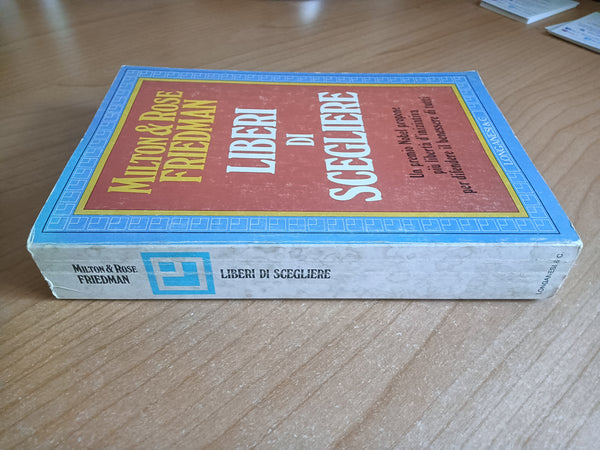 MILTON & ROSE
FRIEDMAN
LIBERI
DI
SCEGLIERE
Un premio Nobel propone
più libertà d'iniziativa
per difendere il benessere di tutti
LONGANESI & C.
MILTON & ROSE
FRIEDMAN
LIBERI DI SCEGLIERE
LONGANESI & C.